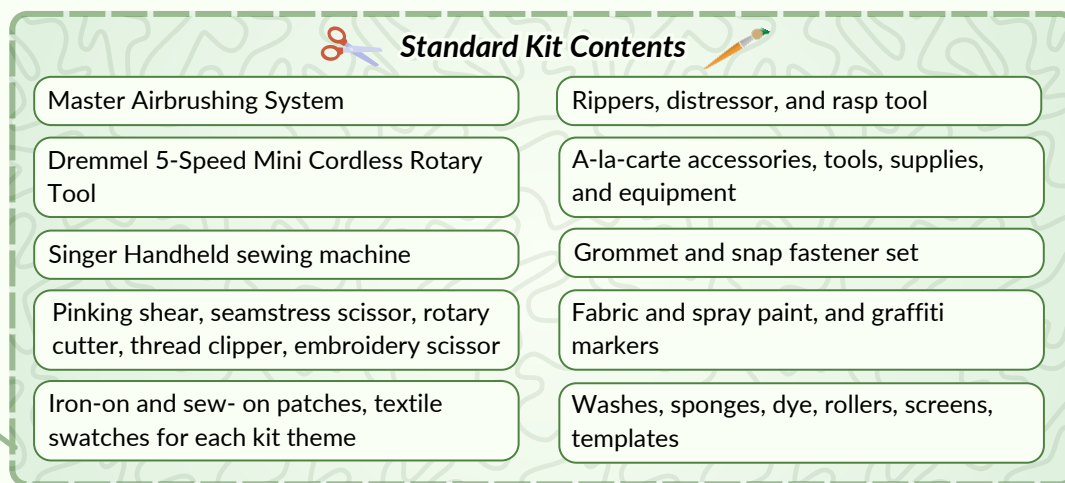 Standard Kit Contents
Master Airbrushing System
Dremmel 5-Speed Mini Cordless Rotary
Tool
Singer Handheld sewing machine
Pinking shear, seamstress scissor, rotary
cutter, thread clipper, embroidery scissor
Iron-on and sew- on patches, textile
swatches for each kit theme
Rippers, distressor, and rasp tool
A-la-carte accessories, tools, supplies,
and equipment
Grommet and snap fastener set
Fabric and spray paint, and graffiti
markers
Washes, sponges, dye, rollers, screens,
templates